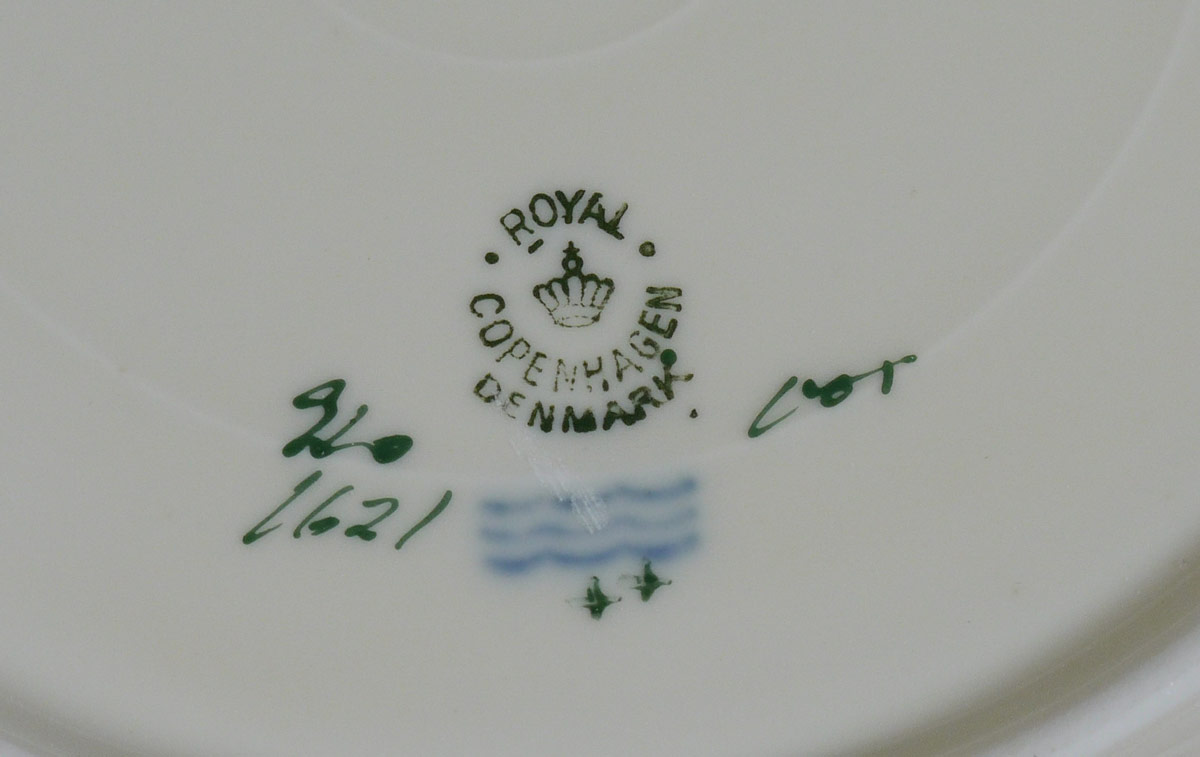 ROYAL
COPENHAGEN
DENMARK
1621